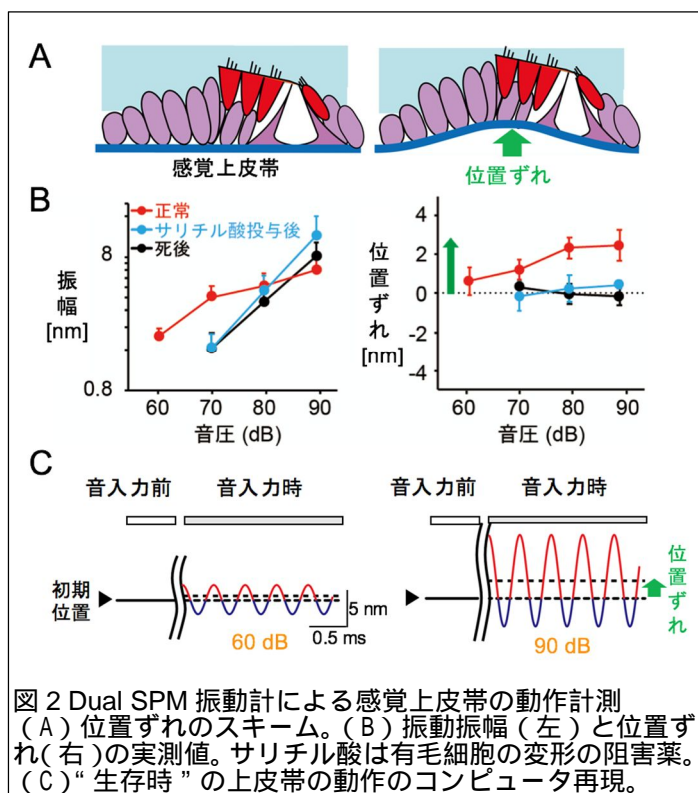 A
感覚上皮帯
位置ずれ
B
正常
サリチル酸投与後
死後
振幅
[nm]
8
0.8
60 70 80 90
音圧 (dB)
位置ずれ
[nm]
4
2
0
-2
-4
60 70 80 90
音圧 (dB)
C
音入力前 音入力時
音入力前 音入力時
初期
位置
5 nm
0.5 ms
60 dB
90 dB
位置ずれ
図 2 Dual SPM 振動計による感覚上皮帯の動作計測
（A）位置ずれのスキーム。（B）振動振幅（左）と位置ず
れ（右）の実測値。サリチル酸は有毛細胞の変形の阻害薬。
（C）“ 生存時 ” の上皮帯の動作のコンピュータ再現。